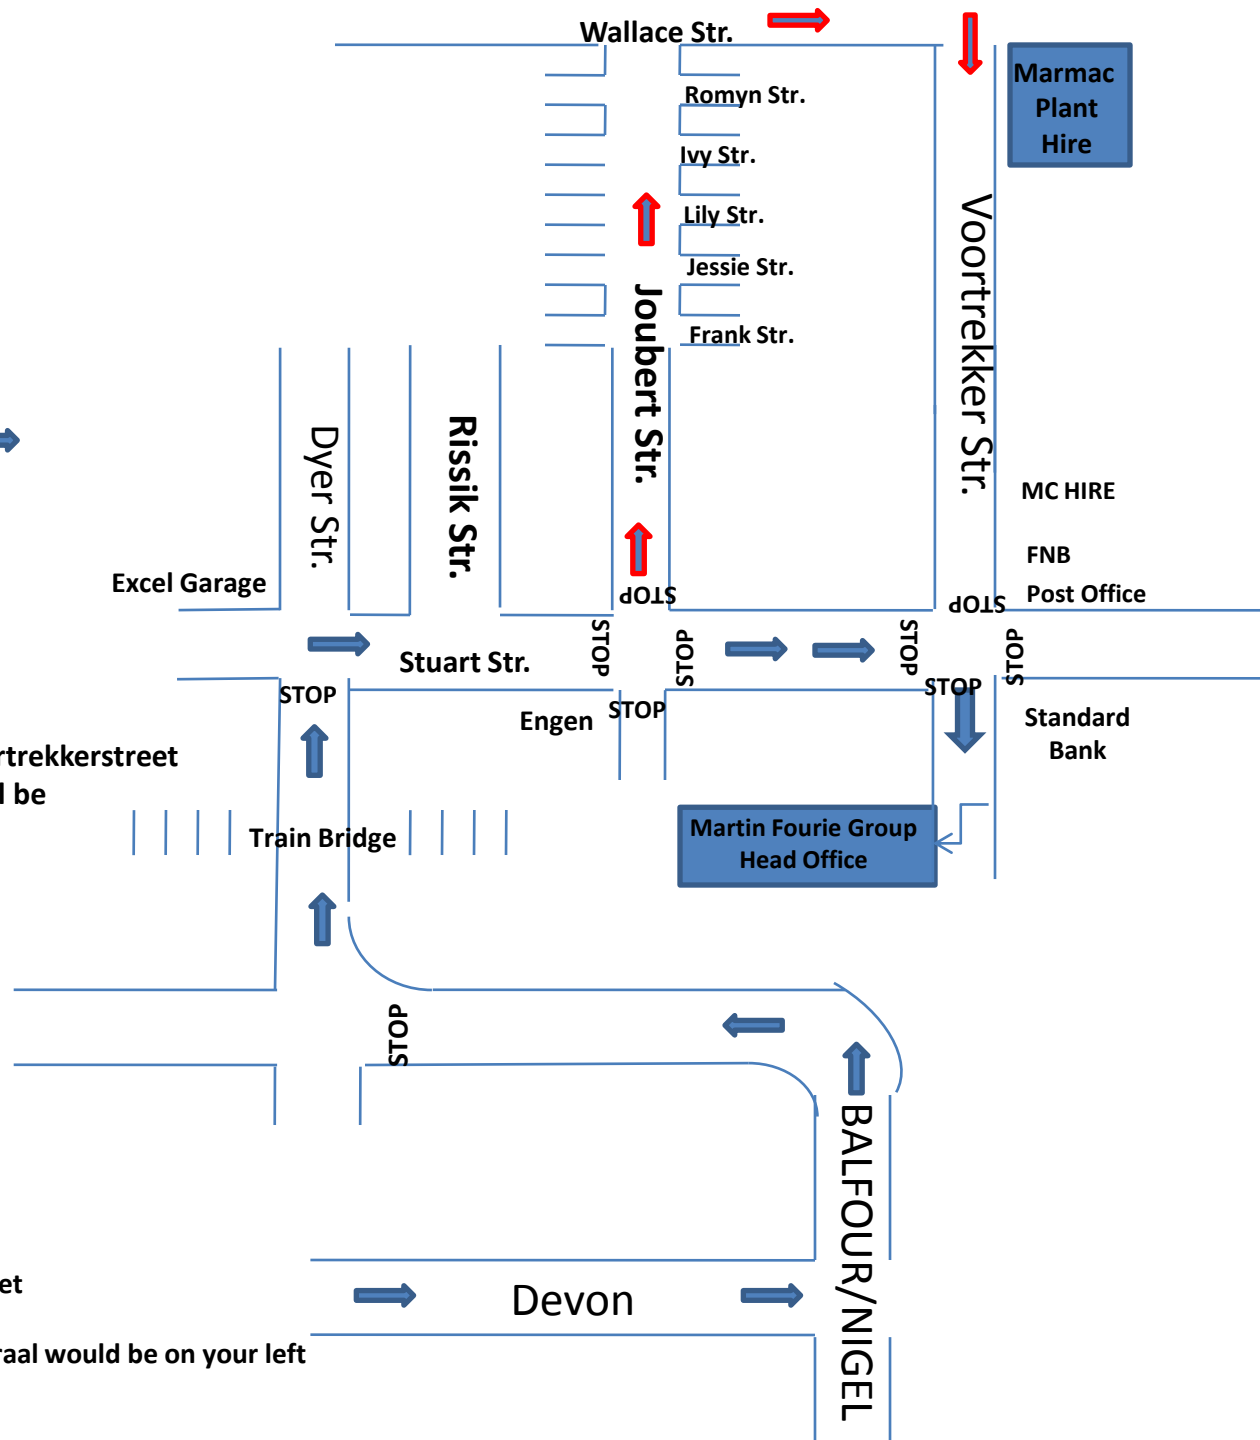 Wallace Str.
Marmac
Plant
Hire
Romyn Str.
Ivy Str.
Lily Str.
Jessie Str.
Frank Str.
Joubert Str.
Voortrekker Str.
Dyer Str.
Rissik Str.
MC HIRE
FNB
Post Office
Excel Garage
STOP
STOP
STOP
STOP
STOP
STOP
Stuart Str.
STOP
STOP
STOP
Engen
Standard
Bank
rtrekkerstreet
l be
Train Bridge
Martin Fourie Group
Head Office
STOP
BALFOUR/NIGEL
et
Devon
raal would be on your left